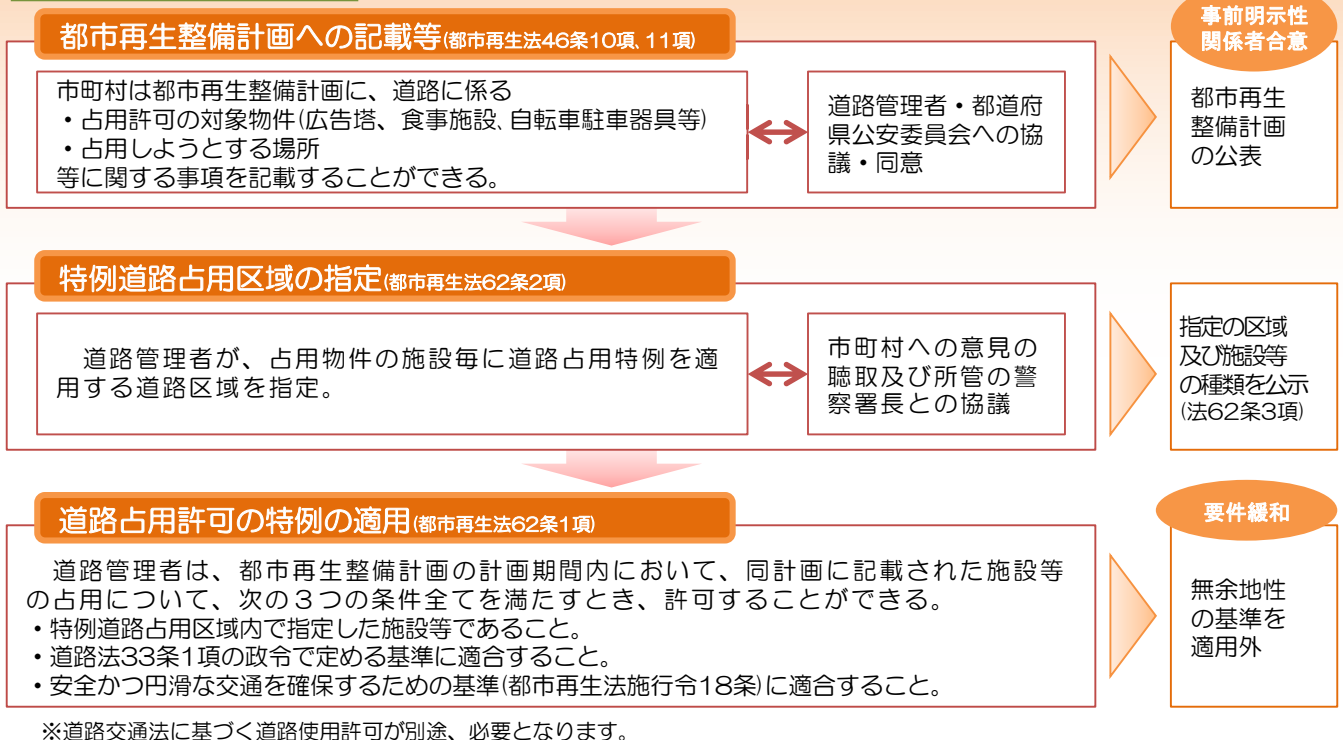 都市再生整備計画への記載等(都市再生法46条10項、11項)
事前明示性
関係者合意
市町村は都市再生整備計画に、道路に係る
・占用許可の対象物件(広告塔、食事施設、自転車駐車器具等)
・占用しようとする場所
等に関する事項を記載することができる。
道路管理者・都道府
県公安委員会への協
議・同意
都市再生
整備計画
の公表
特例道路占用区域の指定(都市再生法62条2項)
道路管理者が、占用物件の施設毎に道路占用特例を適
用する道路区域を指定。
市町村への意見の
聴取及び所管の警
察署長との協議
指定の区域
及び施設等
の種類を公示
(法62条3項)
道路占用許可の特例の適用(都市再生法62条1項)
要件緩和
道路管理者は、都市再生整備計画の計画期間内において、同計画に記載された施設等
の占用について、次の3つの条件全てを満たすとき、許可することができる。
・特例道路占用区域内で指定した施設等であること。
・道路法33条1項の政令で定める基準に適合すること。
・安全かつ円滑な交通を確保するための基準(都市再生法施行令18条)に適合すること。
無余地性
の基準を
適用外
※道路交通法に基づく道路使用許可が別途、必要となります。